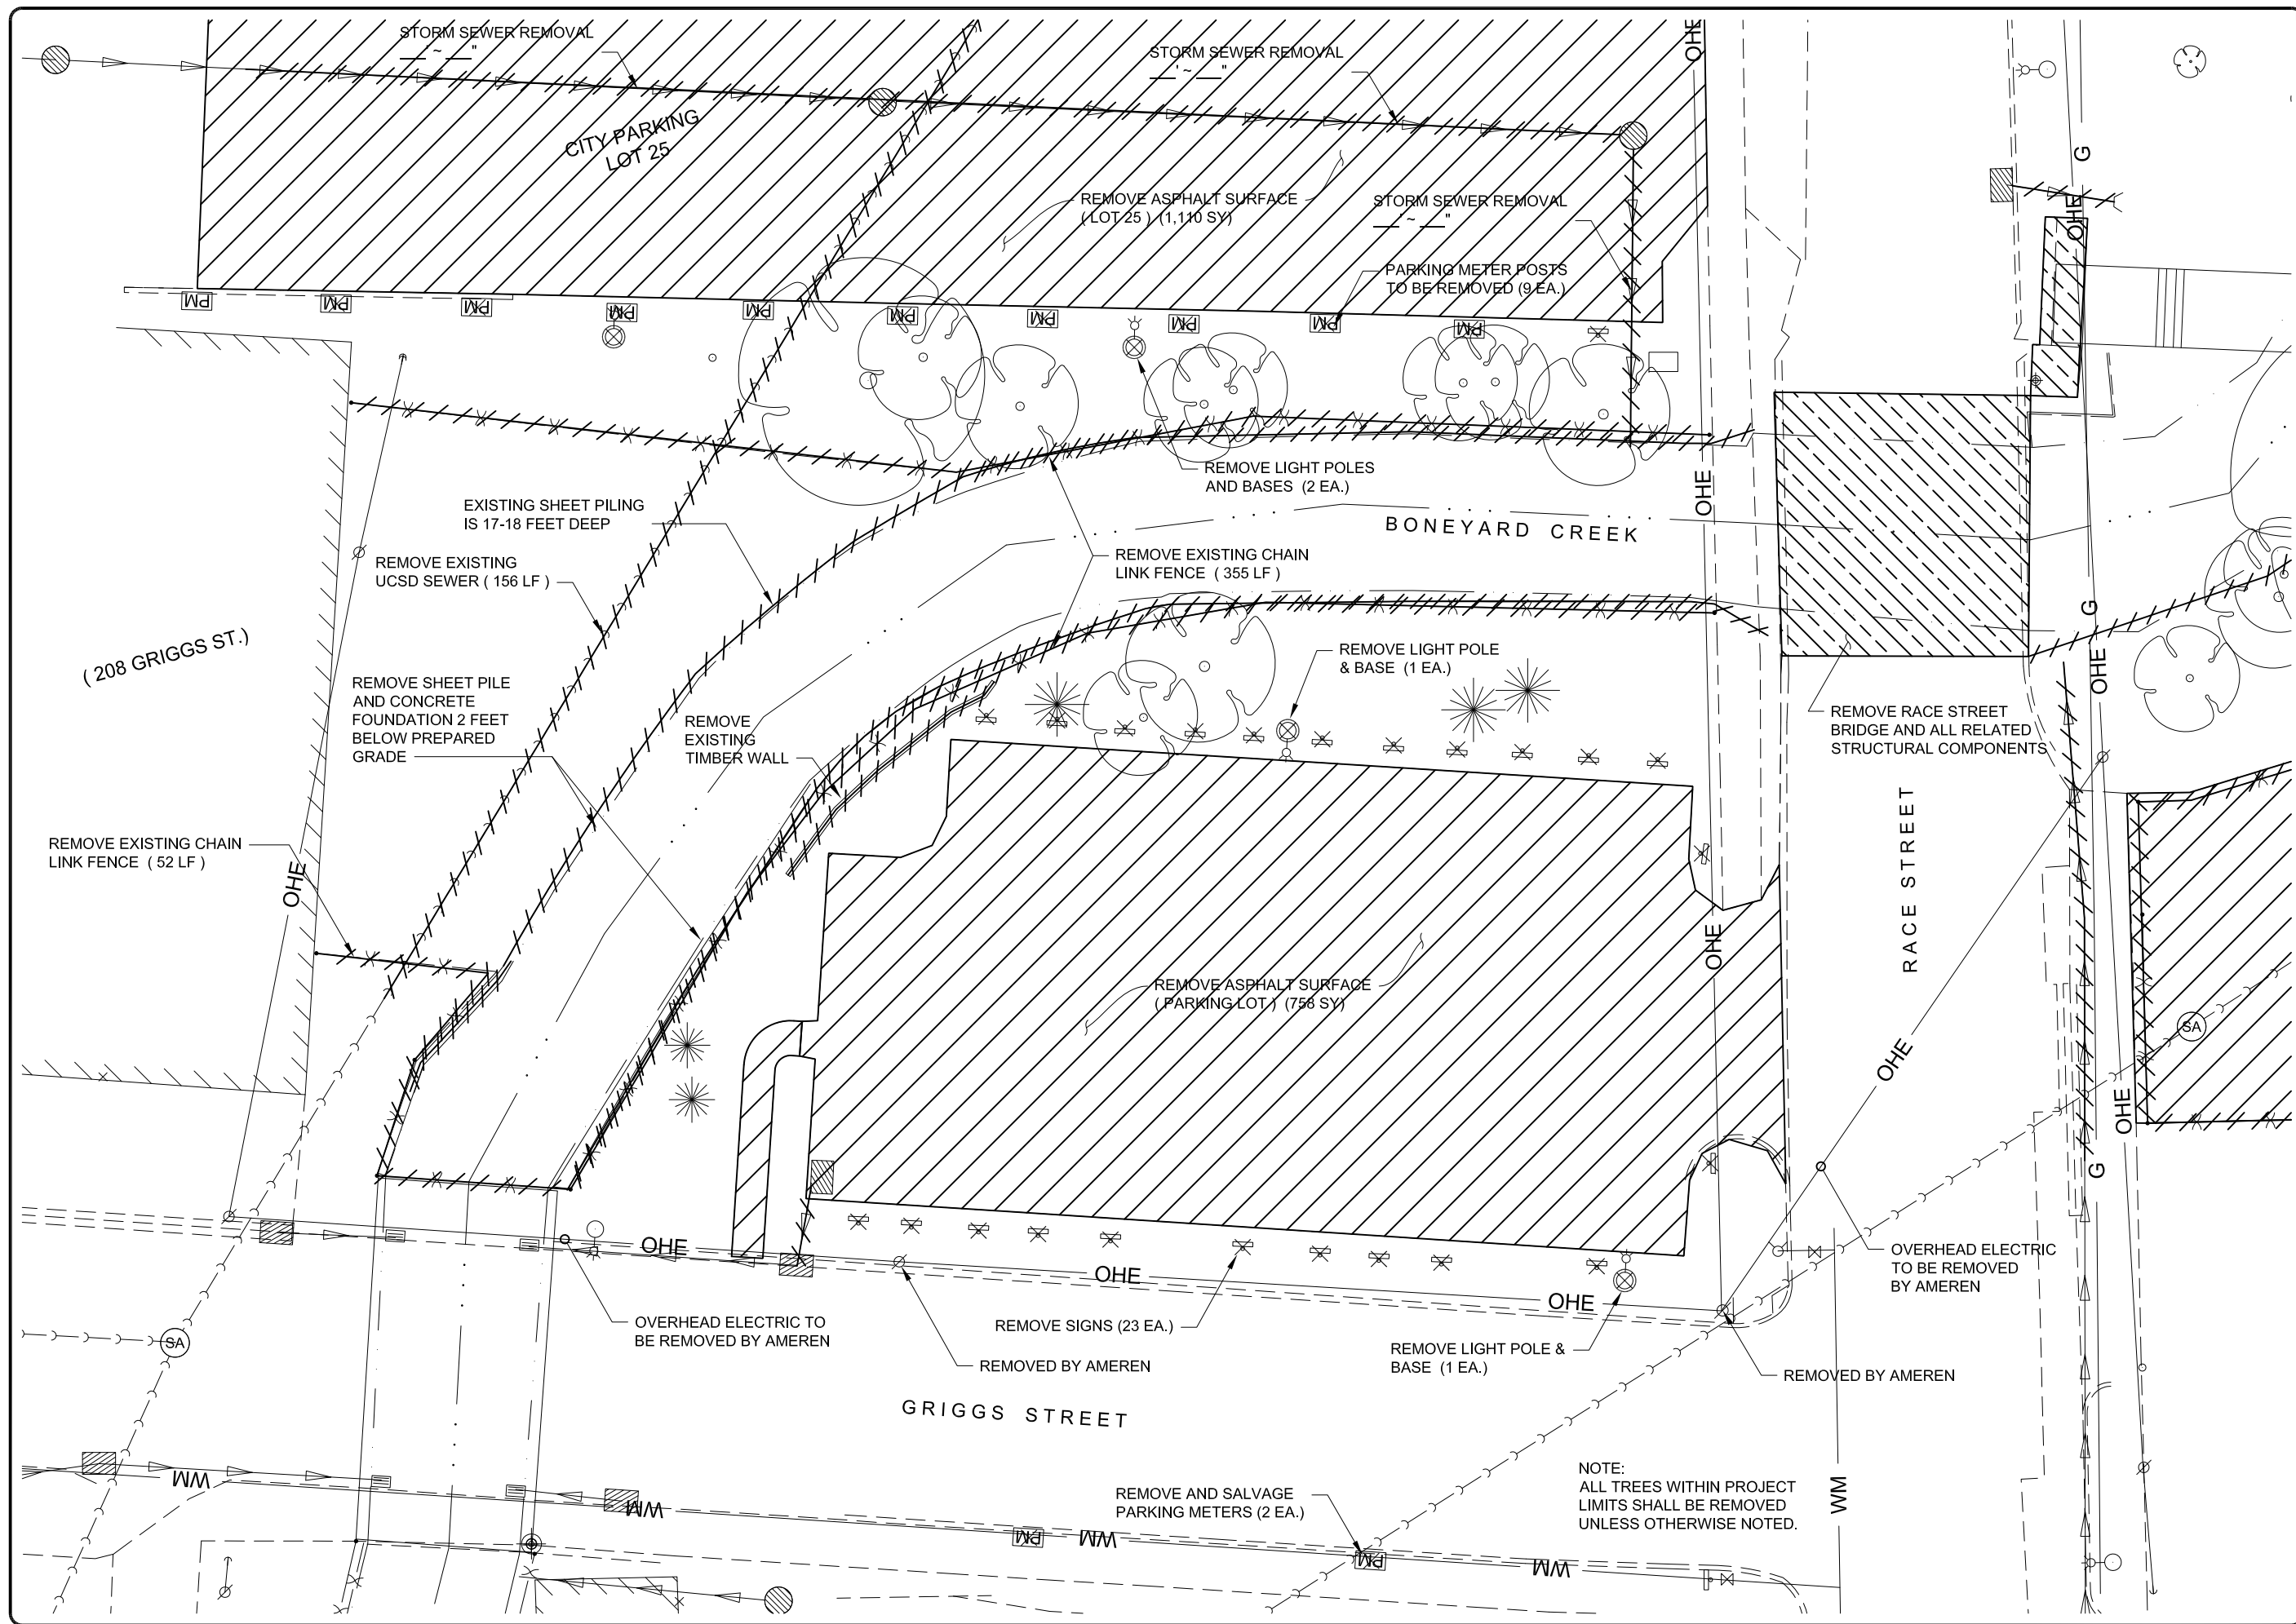 STORM SEWER REMOVAL
___' ~ ___"
STORM SEWER REMOVAL
___' ~ ___"
CITY PARKING
LOT 25
REMOVE ASPHALT SURFACE
( LOT 25 ) (1,110 SY)
STORM SEWER REMOVAL
___' ~ ___"
PARKING METER POSTS
TO BE REMOVED (9 EA.)
OHE
OHE
G
PM
PM
PM
PM
PM
PM
PM
PM
PM
PM
REMOVE LIGHT POLES
AND BASES (2 EA.)
OHE
EXISTING SHEET PILING
IS 17-18 FEET DEEP
BONEYARD CREEK
REMOVE EXISTING
UCSD SEWER ( 156 LF )
REMOVE EXISTING CHAIN
LINK FENCE ( 355 LF )
( 208 GRIGGS ST.)
REMOVE SHEET PILE
AND CONCRETE
FOUNDATION 2 FEET
BELOW PREPARED
GRADE
REMOVE
EXISTING
TIMBER WALL
REMOVE LIGHT POLE
& BASE (1 EA.)
G
OHE
REMOVE RACE STREET
BRIDGE AND ALL RELATED
STRUCTURAL COMPONENTS
REMOVE EXISTING CHAIN
LINK FENCE ( 52 LF )
OHE
RACE STREET
OHE
REMOVE ASPHALT SURFACE
( PARKING LOT ) (758 SY)
SA
OHE
OHE
G
OHE
OHE
OHE
OVERHEAD ELECTRIC
TO BE REMOVED
BY AMEREN
OVERHEAD ELECTRIC TO
BE REMOVED BY AMEREN
SA
REMOVE SIGNS (23 EA.)
REMOVED BY AMEREN
REMOVE LIGHT POLE &
BASE (1 EA.)
REMOVED BY AMEREN
GRIGGS STREET
NOTE:
ALL TREES WITHIN PROJECT
LIMITS SHALL BE REMOVED
UNLESS OTHERWISE NOTED.
REMOVE AND SALVAGE
PARKING METERS (2 EA.)
WM
WM
WM
PM
WM
PM
WM